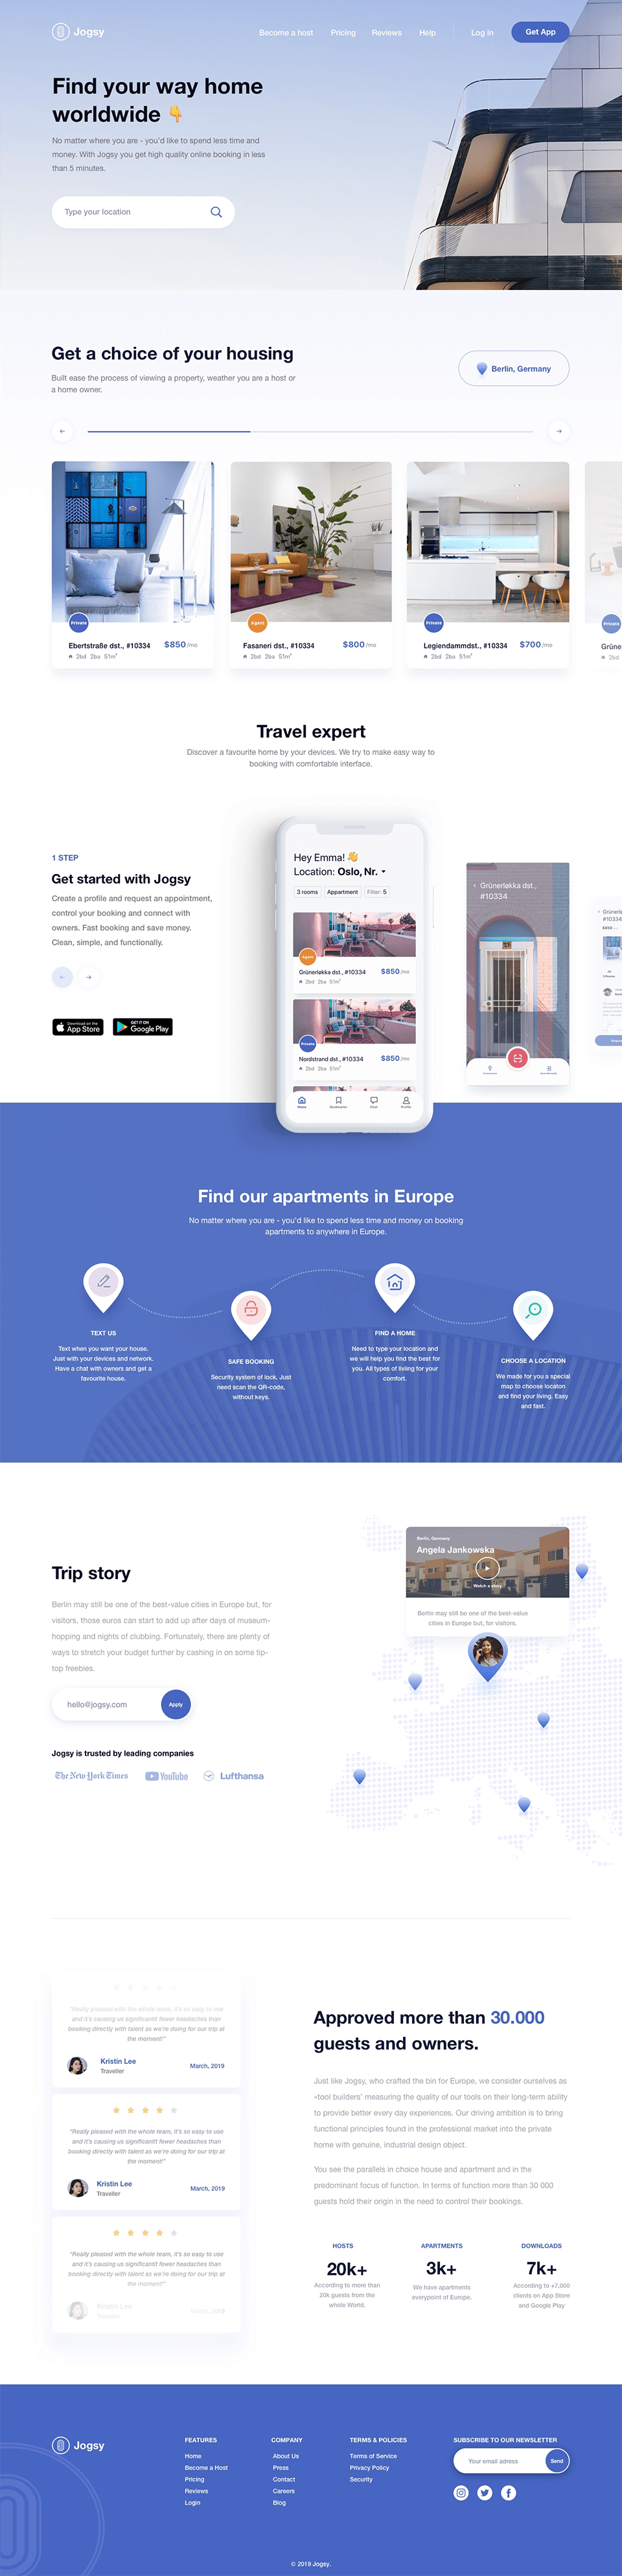 Jogsy
Become a host
Pricing
Reviews
Help
Log In
Get App
Find your way home
worldwide
No matter where you are - you'd like to spend less time and
money. With Jogsy you get high quality online booking in less
than 5 minutes.
Type your location
Get a choice of your housing
Built ease the process of viewing a property, weather you are a host or
a home owner.
Berlin, Germany
Private
Ebertstraße dst., #10334 $850/mo
2bd 2ba 51m²
Agent
Fasaneri dst., #10334 $800/mo
2bd 2ba 51m²
Private
Legiendammdst., #10334 $700/mo
2bd 2ba 51m²
Private
Grüne
2bd
Travel expert
Discover a favourite home by your devices. We try to make easy way to
booking with comfortable interface.
1 STEP
Get started with Jogsy
Create a profile and request an appointment,
control your booking and connect with
owners. Fast booking and save money.
Clean, simple, and functionally.
Download on the
App Store
GET IT ON
Google Play
Hey Emma!
Location: Oslo, Nr.
3 rooms
Appartment
Filter: 5
Agent
Grünerløkka dst., #10334 $850/mo
2bd 2ba 51m²
Private
Nordstrand dst., #10334 $850/mo
2bd 2ba 51m²
Home
Bookmarks
Chat
Profile
Grünerløkka dst.,
#10334
Grünerl
#10334
$850
Find our apartments in Europe
No matter where you are - you'd like to spend less time and money on booking
apartments to anywhere in Europe.
TEXT US
Text when you want your house.
Just with your devices and network.
Have a chat with owners and get a
favourite house.
SAFE BOOKING
Security system of lock. Just
need scan the QR-code,
without keys.
FIND A HOME
Need to type your location and
we will help you find the best for
you. All types of living for your
comfort.
CHOOSE A LOCATION
We made for you a special
map to choose locaton
and find your living. Easy
and fast.
Trip story
Berlin may still be one of the best-value cities in Europe but, for
visitors, those euros can start to add up after days of museum-
hopping and nights of clubbing. Fortunately, there are plenty of
ways to stretch your budget further by cashing in on some tip-
top freebies.
hello@jogsy.com
Apply
Jogsy is trusted by leading companies
The New York Times
YouTube
Lufthansa
Berlin, Germany
Angela Jankowska
Watch a story
Berlin may still be one of the best-value
cities in Europe but, for visitors.
"Really pleased with the whole team, it's so easy to use
and it's causing us significantl fewer headaches than
booking directly with talent as we're doing for our trip at
the moment!"
Kristin Lee
Traveller
March, 2019
"Really pleased with the whole team, it's so easy to use
and it's causing us significantl fewer headaches than
booking directly with talent as we're doing for our trip at
the moment!"
Kristin Lee
Traveller
March, 2019
"Really pleased with the whole team, it's so easy to use
and it's causing us significantl fewer headaches than
booking directly with talent as we're doing for our trip at
the moment!"
Kristin Lee
Traveller
March, 2019
Approved more than 30.000
guests and owners.
Just like Jogsy, who crafted the bin for Europe, we consider ourselves as
«tool builders' measuring the quality of our tools on their long-term ability
to provide better every day experiences. Our driving ambition is to bring
functional principles found in the professional market into the private
home with genuine, industrial design object.
You see the parallels in choice house and apartment and in the
predominant focus of function. In terms of function more than 30 000
guests hold their origin in the need to control their bookings.
HOSTS
20k+
According to more than
20k guests from the
whole World.
APARTMENTS
3k+
We have apartments
everypoint of Europe.
DOWNLOADS
7k+
According to +7,000
clients on App Store
and Google Play
Jogsy
FEATURES
Home
Become a Host
Pricing
Reviews
Login
COMPANY
About Us
Press
Contact
Careers
Blog
TERMS & POLICIES
Terms of Service
Privacy Policy
Security
SUBSCRIBE TO OUR NEWSLETTER
Your email adress
Send
© 2019 Jogsy.